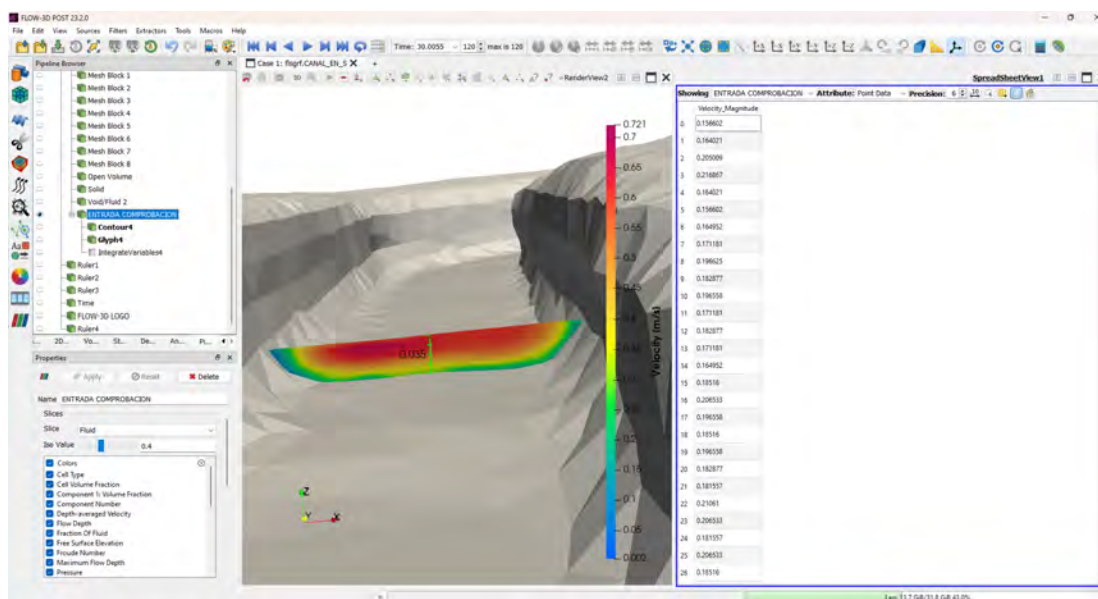 FLOW-3D POST 23.2.0
File Edit View Sources Filters Extractors Tools Macros Help
Time: 30.0055 120 max is 120
Pipeline Browser
Mesh Block 1
Mesh Block 2
Mesh Block 3
Mesh Block 4
Mesh Block 5
Mesh Block 6
Mesh Block 7
Mesh Block 8
Open Volume
Solid
Void/Fluid 2
ENTRADA COMPROBACION
Contour4
Glyph4
IntegrateVariables4
Ruler1
Ruler2
Ruler3
Time
FLOW-3D LOGO
Ruler4
2D... Vo... St... De... An... Pi...
Properties
Apply Reset Delete
Name ENTRADA COMPROBACION
Slices
Slice Fluid
Iso Value 0.4
Colors
Cell Type
Cell Volume Fraction
Component 1: Volume Fraction
Component Number
Depth-averaged Velocity
Flow Depth
Fraction Of Fluid
Free Surface Elevation
Froude Number
Maximum Flow Depth
Pressure
Case 1: flsgrf.CANAL_EN_S
RenderView2
0.035
Z
Y X
0.721
0.7
0.65
0.15
0.1
0.05
0.002
Velocity (m/s)
SpreadSheetView1
Showing ENTRADA COMPROBACION Attribute: Point Data Precision: 6
Velocity_Magnitude
0 0.156602
1 0.164021
2 0.205009
3 0.216867
4 0.164021
5 0.156602
6 0.164952
7 0.171181
8 0.196625
9 0.182877
10 0.196558
11 0.171181
12 0.182877
13 0.171181
14 0.164952
15 0.18516
16 0.206533
17 0.196558
18 0.18516
19 0.196558
20 0.182877
21 0.181557
22 0.21061
23 0.206533
24 0.181557
25 0.206533
26 0.18516